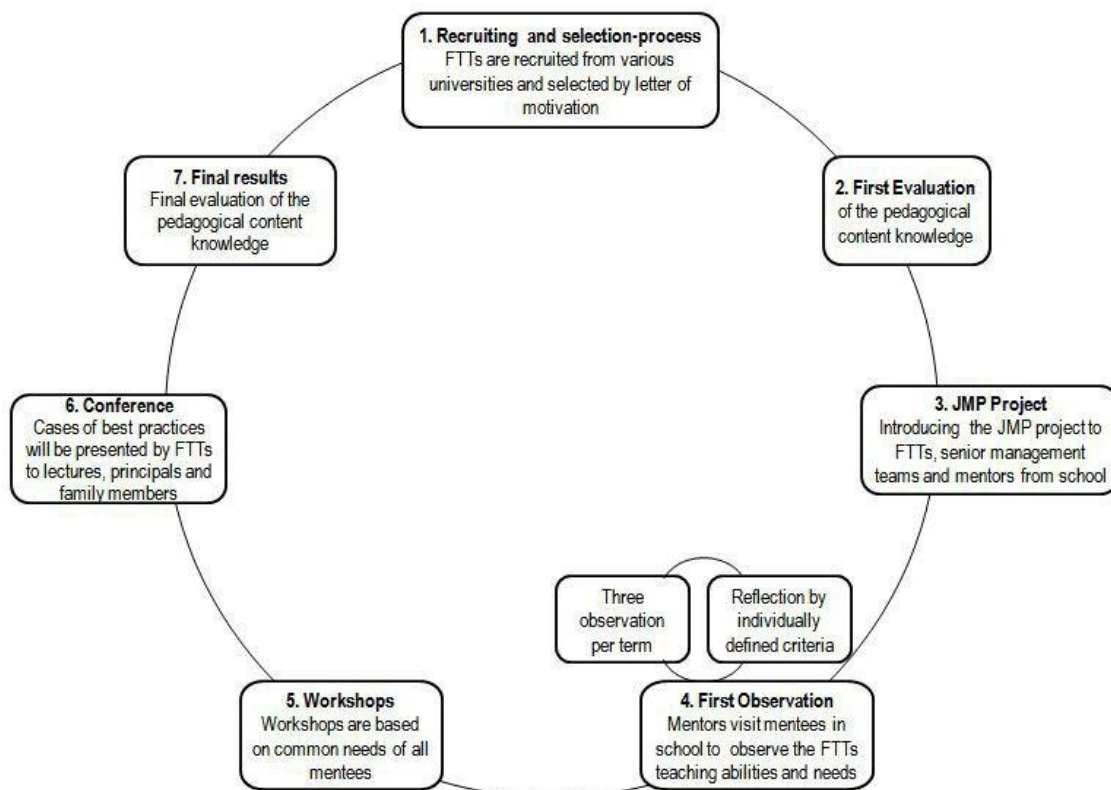 1. Recruiting and selection-process
FTTs are recruited from various
universities and selected by letter of
motivation
2. First Evaluation
of the pedagogical
content knowledge
3. JMP Project
Introducing the JMP project to
FTTs, senior management
teams and mentors from school
Three
observation
per term
Reflection by
individually
defined criteria
4. First Observation
Mentors visit mentees in
school to observe the FTTs
teaching abilities and needs
5. Workshops
Workshops are based
on common needs of all
mentees
6. Conference
Cases of best practices
will be presented by FTTs
to lectures, principals and
family members
7. Final results
Final evaluation of the
pedagogical content
knowledge